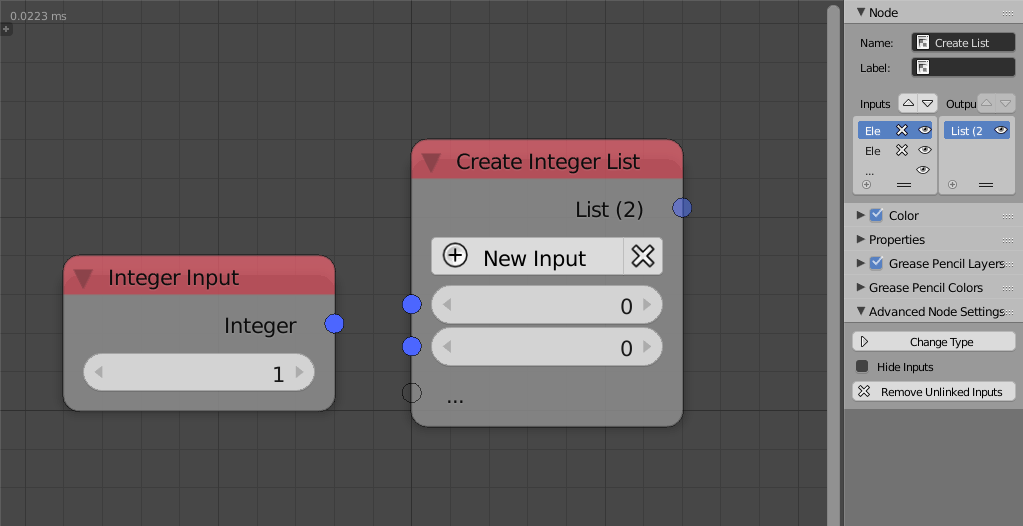 0.0223 ms
Integer Input
Integer
1
Create Integer List
List (2)
New Input
0
0
...
Node
Name: Create List
Label:
Inputs Outpu
Ele
Ele
...
List (2
Color
Properties
Grease Pencil Layers
Grease Pencil Colors
Advanced Node Settings
Change Type
Hide Inputs
Remove Unlinked Inputs